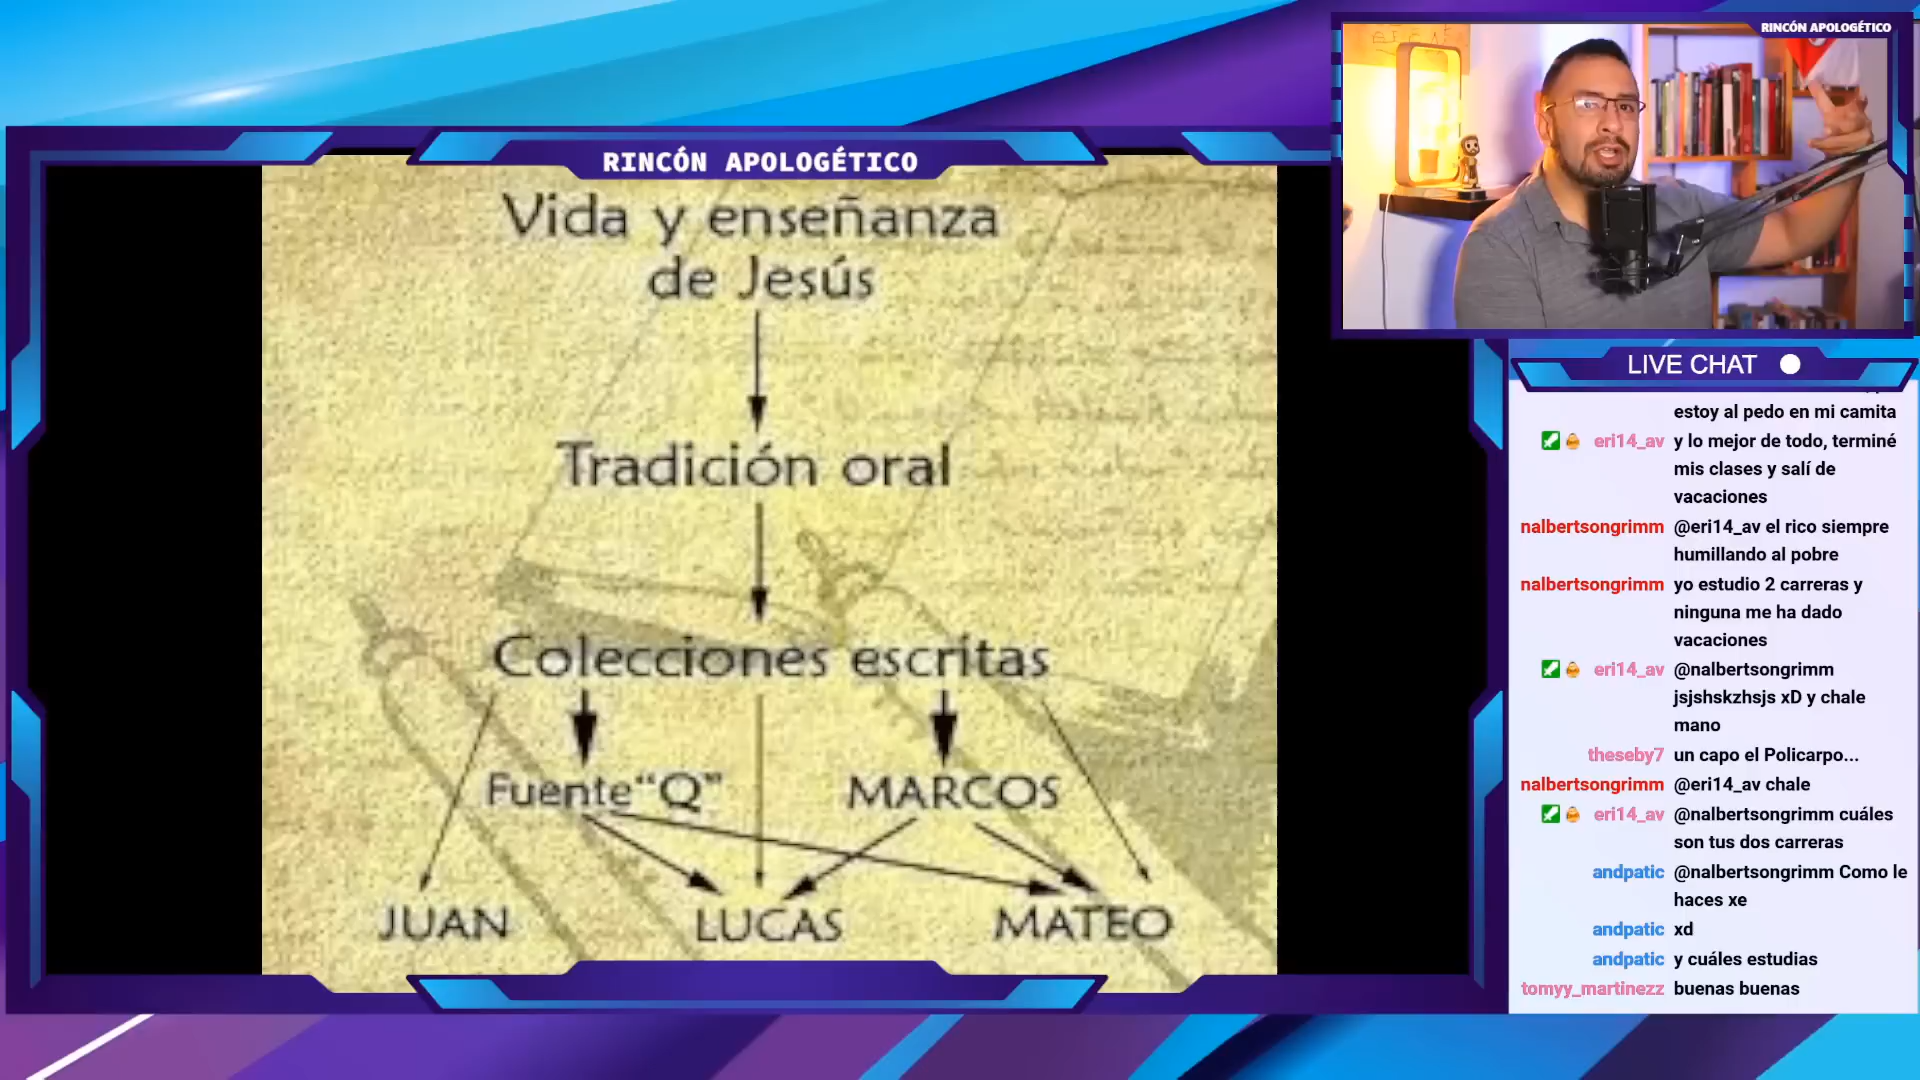 RINCÓN APOLOGÉTICO
RINCÓN APOLOGÉTICO
Vida y enseñanza
de Jesús
Tradición oral
Colecciones escritas
Fuente "Q"
MARCOS
JUAN
LUCAS
MATEO
LIVE CHAT
estoy al pedo en mi camita
eri14_av y lo mejor de todo, terminé
mis clases y salí de
vacaciones
nalbertsongrimm @eri14_av el rico siempre
humillando al pobre
nalbertsongrimm yo estudio 2 carreras y
ninguna me ha dado
vacaciones
eri14_av @nalbertsongrimm
jsjshskzhsjs xD y chale
mano
theseby7 un capo el Policarpo...
nalbertsongrimm @eri14_av chale
eri14_av @nalbertsongrimm cuáles
son tus dos carreras
andpatic @nalbertsongrimm Como le
haces xe
andpatic xd
andpatic y cuáles estudias
tomyy_martinezz buenas buenas